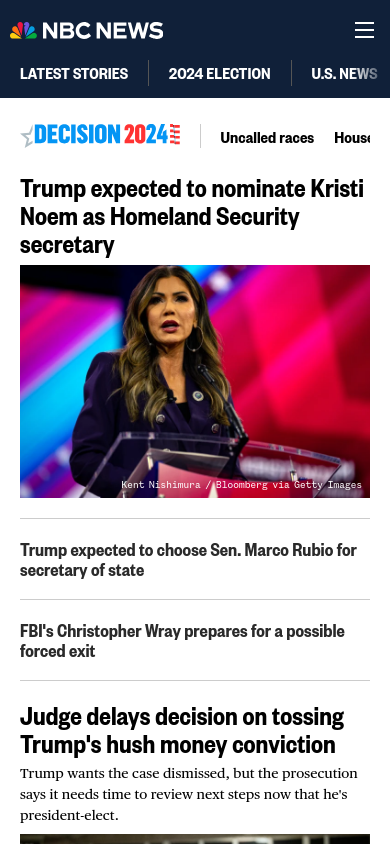 NBC NEWS
LATEST STORIES
2024 ELECTION
U.S. NEWS
DECISION 2024
Uncalled races
House
Trump expected to nominate Kristi
Noem as Homeland Security
secretary
Kent Nishimura / Bloomberg via Getty Images
Trump expected to choose Sen. Marco Rubio for
secretary of state
FBI's Christopher Wray prepares for a possible
forced exit
Judge delays decision on tossing
Trump's hush money conviction
Trump wants the case dismissed, but the prosecution
says it needs time to review next steps now that he's
president-elect.